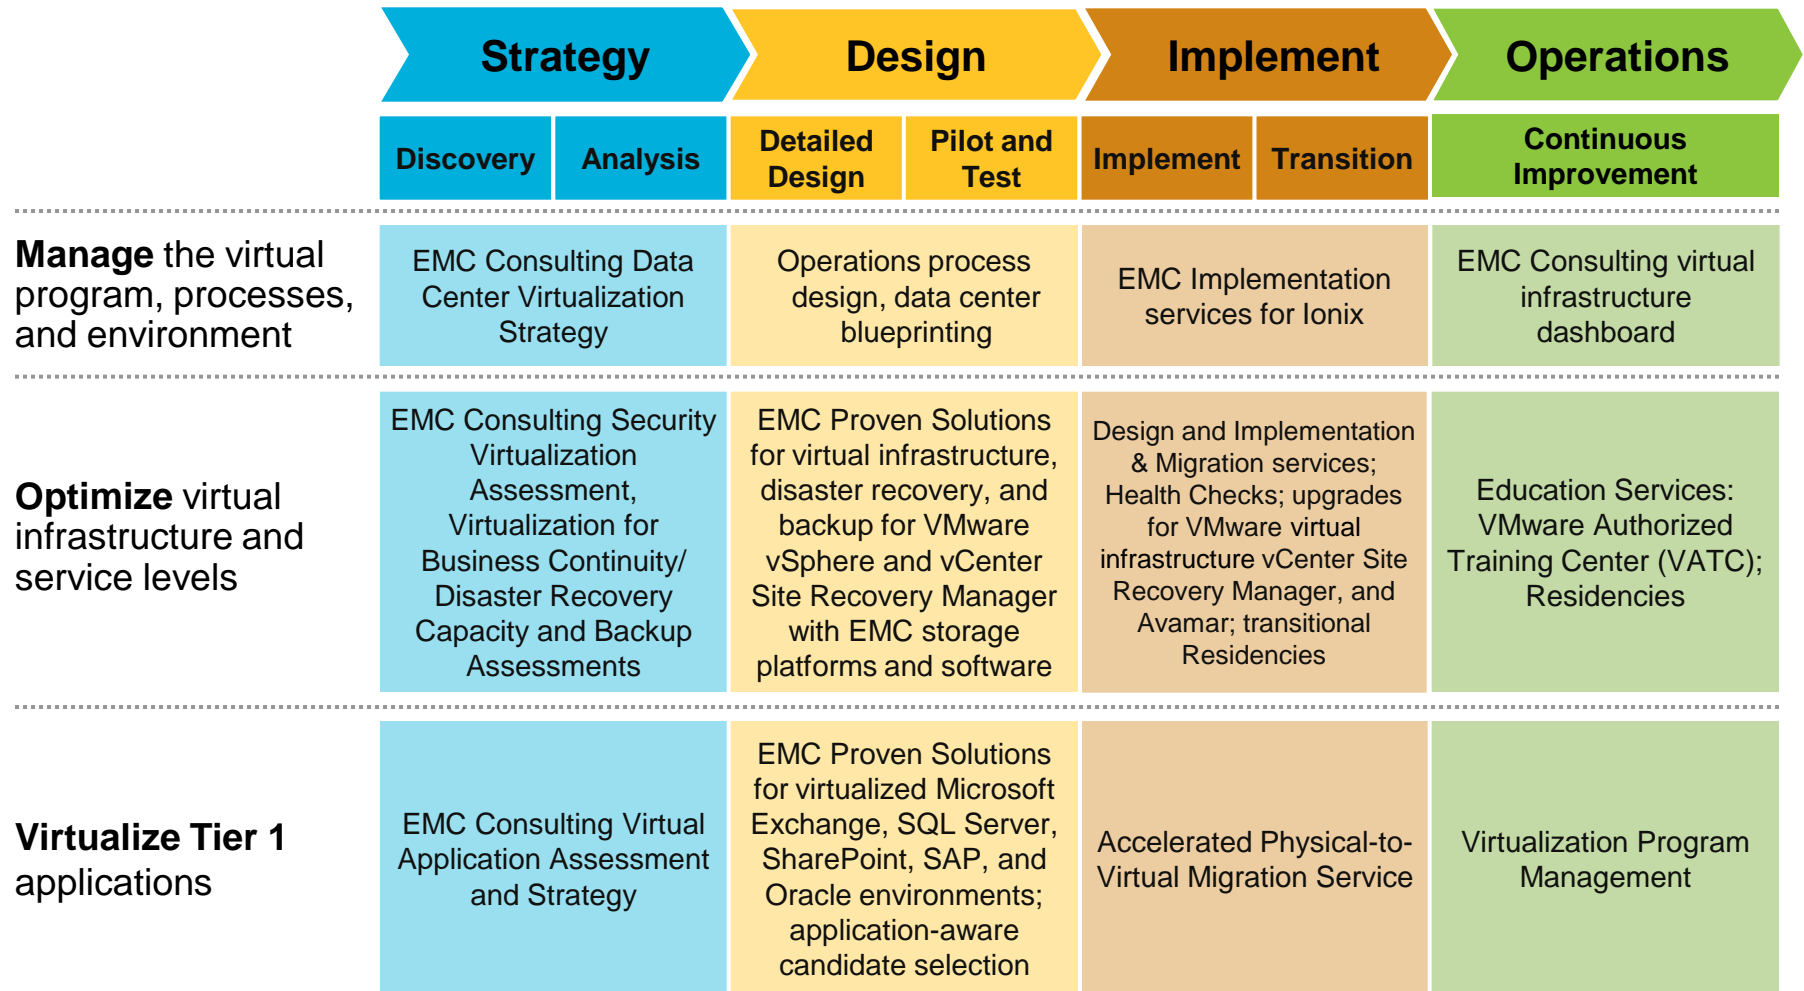 Strategy
Design
Implement
Operations
Discovery
Analysis
Detailed
Design
Pilot and
Test
Implement
Transition
Continuous
Improvement
Manage the virtual
program, processes,
and environment
EMC Consulting Data
Center Virtualization
Strategy
Operations process
design, data center
blueprinting
EMC Implementation
services for Ionix
EMC Consulting virtual
infrastructure
dashboard
Optimize virtual
infrastructure and
service levels
EMC Consulting Security
Virtualization
Assessment,
Virtualization for
Business Continuity/
Disaster Recovery
Capacity and Backup
Assessments
EMC Proven Solutions
for virtual infrastructure,
disaster recovery, and
backup for VMware
vSphere and vCenter
Site Recovery Manager
with EMC storage
platforms and software
Design and Implementation
& Migration services;
Health Checks; upgrades
for VMware virtual
infrastructure vCenter Site
Recovery Manager, and
Avamar; transitional
Residencies
Education Services:
VMware Authorized
Training Center (VATC);
Residencies
Virtualize Tier 1
applications
EMC Consulting Virtual
Application Assessment
and Strategy
EMC Proven Solutions
for virtualized Microsoft
Exchange, SQL Server,
SharePoint, SAP, and
Oracle environments;
application-aware
candidate selection
Accelerated Physical-to-
Virtual Migration Service
Virtualization Program
Management